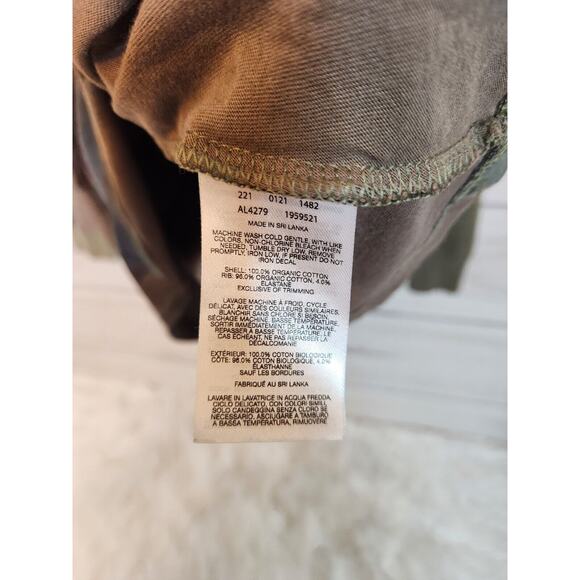 221 0121 1482
AL4279 1959521
MADE IN SRI LANKA
MACHINE WASH COLD GENTLE, WITH LIKE
COLORS, NON-CHLORINE BLEACH WHEN
NEEDED, TUMBLE DRY LOW, REMOVE
PROMPTLY, IRON LOW, IF PRESENT DO NOT
IRON DECAL
SHELL: 100.0% ORGANIC COTTON
RIB: 96.0% ORGANIC COTTON, 4.0%
ELASTANE
EXCLUSIVE OF TRIMMING
LAVAGE MACHINE À FROID, CYCLE
DÉLICAT, AVEC DES COULEURS SIMILAIRES,
BLANCHIR SANS CHLORE SI BUSOIN,
SÉCHAGE MACHINE, BASSE TEMPÉRATURE,
SORTIR IMMÉDIATEMENT DE LA MACHINE,
REPASSER À BASSE TEMPÉRATURE, LE
CAS ÉCHEANT, NE PAS REPASSER LA
DÉCALCOMANIE
EXTÉRIEUR: 100.0% COTON BIOLOGIQUE
CÔTE: 96.0% COTON BIOLOGIQUE, 4.0%
ÉLASTHANNE
SAUF LES BORDURES
FABRIQUÉ AU SRI LANKA
LAVARE IN LAVATRICE IN ACQUA FREDDA,
CICLO DELICATO, CON COLORI SIMILI,
SOLO CANDEGGINA SENZA CLORO SE
NECESSARIO, ASCIUGARE A TAMBURO
A BASSA TEMPERATURA, RIMUOVERE